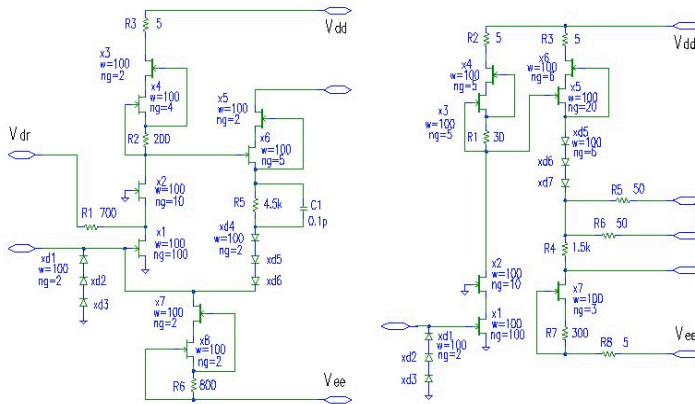 R3 5
Vdd
x3
w=100
ng=2
x4
w=100
ng=4
x5
w=100
ng=2
Vdr
R2 200
x6
w=100
ng=5
x2
w=100
ng=10
R5 4.5k
C1
0.1p
R1 700
x1
w=100
ng=100
xd4
w=100
ng=2
xd5
xd6
xd1
w=100
ng=2
xd2
xd3
x7
w=100
ng=2
x8
w=100
ng=2
R6 800
Vee
R2 5
R3 5
Vdd
x4
w=100
ng=5
x6
w=100
ng=6
x3
w=100
ng=5
x5
w=100
ng=20
R1 30
xd5
w=100
ng=6
xd6
xd7
R5 50
R6 50
R4
1.5k
x2
w=100
ng=10
x7
w=100
ng=3
x1
w=100
ng=100
xd1
w=100
ng=2
xd2
xd3
R7 300
R8 5
Vee